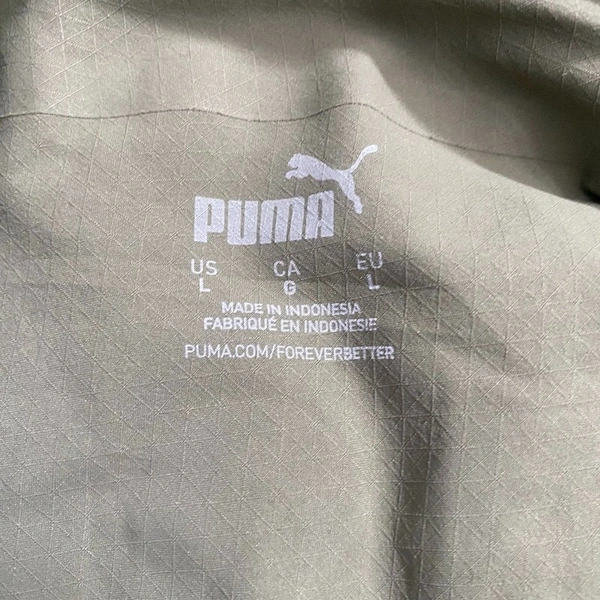 PUMA
US CA EU
L G L
MADE IN INDONESIA
FABRIQUÉ EN INDONESIE
PUMA.COM/FOREVERBETTER